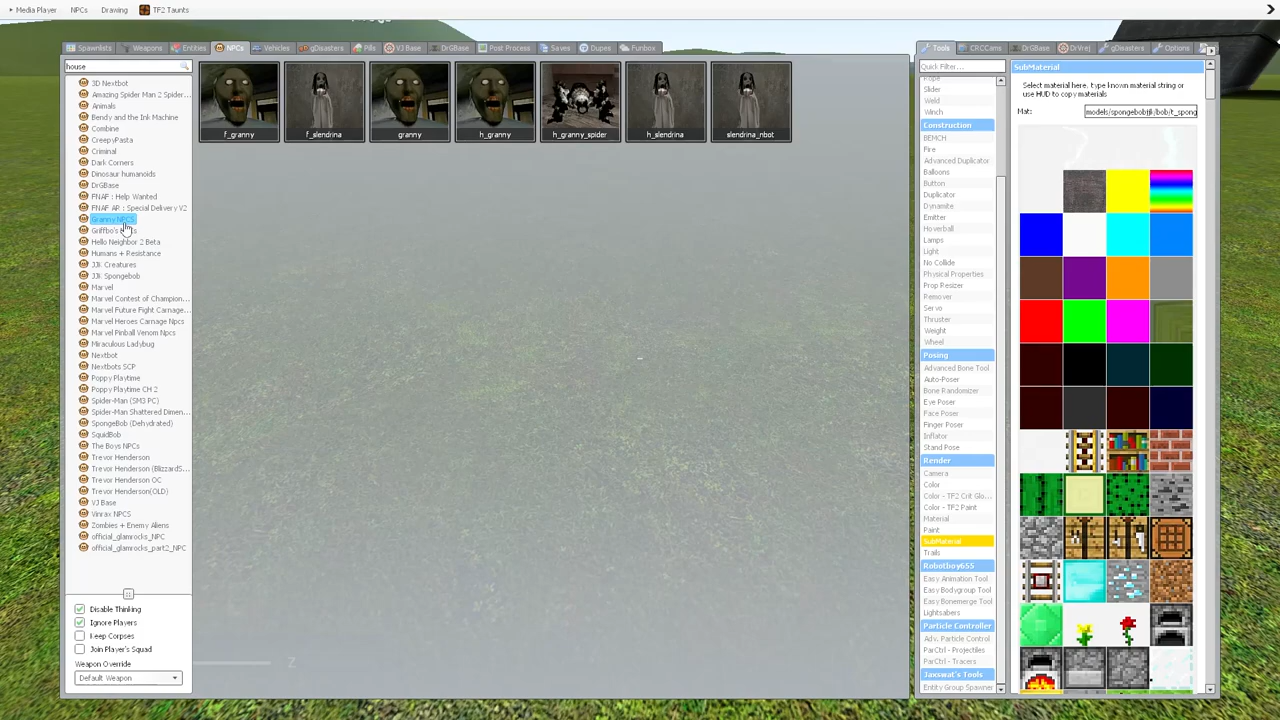 Media Player NPCs Drawing TF2 Taunts
Spawnlists Weapons Entities NPCs Vehicles gDisasters Pills VJ Base DrGBase Post Process Saves Dupes Funbox
house
3D Nextbot
Amazing Spider Man 2 Spider...
Animals
Bendy and the Ink Machine
Combine
CreepyPasta
Criminal
Dark Corners
Dinosaur humanoids
DrGBase
FNAF : Help Wanted
FNAF AR : Special Delivery V2
Granny NPCS
Hello Neighbor 2 Beta
Humans + Resistance
JJK Creatures
JJK Spongebob
Marvel
Marvel Contest of Champion...
Marvel Future Fight Carnage...
Marvel Heroes Carnage Npcs
Marvel Pinball Venom Npcs
Miraculous Ladybug
Nextbot
Nextbots SCP
Poppy Playtime
Poppy Playtime CH 2
Spider-Man (SM3 PC)
Spider-Man Shattered Dimen...
SpongeBob (Dehydrated)
SquidBob
The Boys NPCs
Trevor Henderson
Trevor Henderson (BlizzardS...
Trevor Henderson OC
Trevor Henderson(OLD)
VJ Base
Vinrax NPCS
Zombies + Enemy Aliens
official_glamrocks_NPC
official_glamrocks_part2_NPC
Disable Thinking
Ignore Players
Keep Corpses
Join Player's Squad
Weapon Override
Default Weapon
f_granny f_slendrina granny h_granny h_granny_spider h_slendrina slendrina_nbot
Tools CRCCams DrGBase DrVrej gDisasters Options
Quick Filter...
Rope
Slider
Weld
Winch
Construction
BEMCH
Fire
Advanced Duplicator
Balloons
Button
Duplicator
Dynamite
Emitter
Hoverball
Lamps
Light
No Collide
Physical Properties
Prop Resizer
Remover
Servo
Thruster
Weight
Wheel
Posing
Advanced Bone Tool
Auto-Poser
Bone Randomizer
Eye Poser
Face Poser
Finger Poser
Inflator
Stand Pose
Render
Camera
Color
Color - TF2 Crit Glo...
Color - TF2 Paint
Material
Paint
SubMaterial
Trails
Robotboy655
Easy Animation Tool
Easy Bodygroup Tool
Easy Bonemerge Tool
Lightsabers
Particle Controller
Adv. Particle Control
ParCtrl - Projectiles
ParCtrl - Tracers
Jaxswat's Tools
Entity Group Spawner
SubMaterial
Select material here, type known material string or
use HUD to copy materials
Mat: